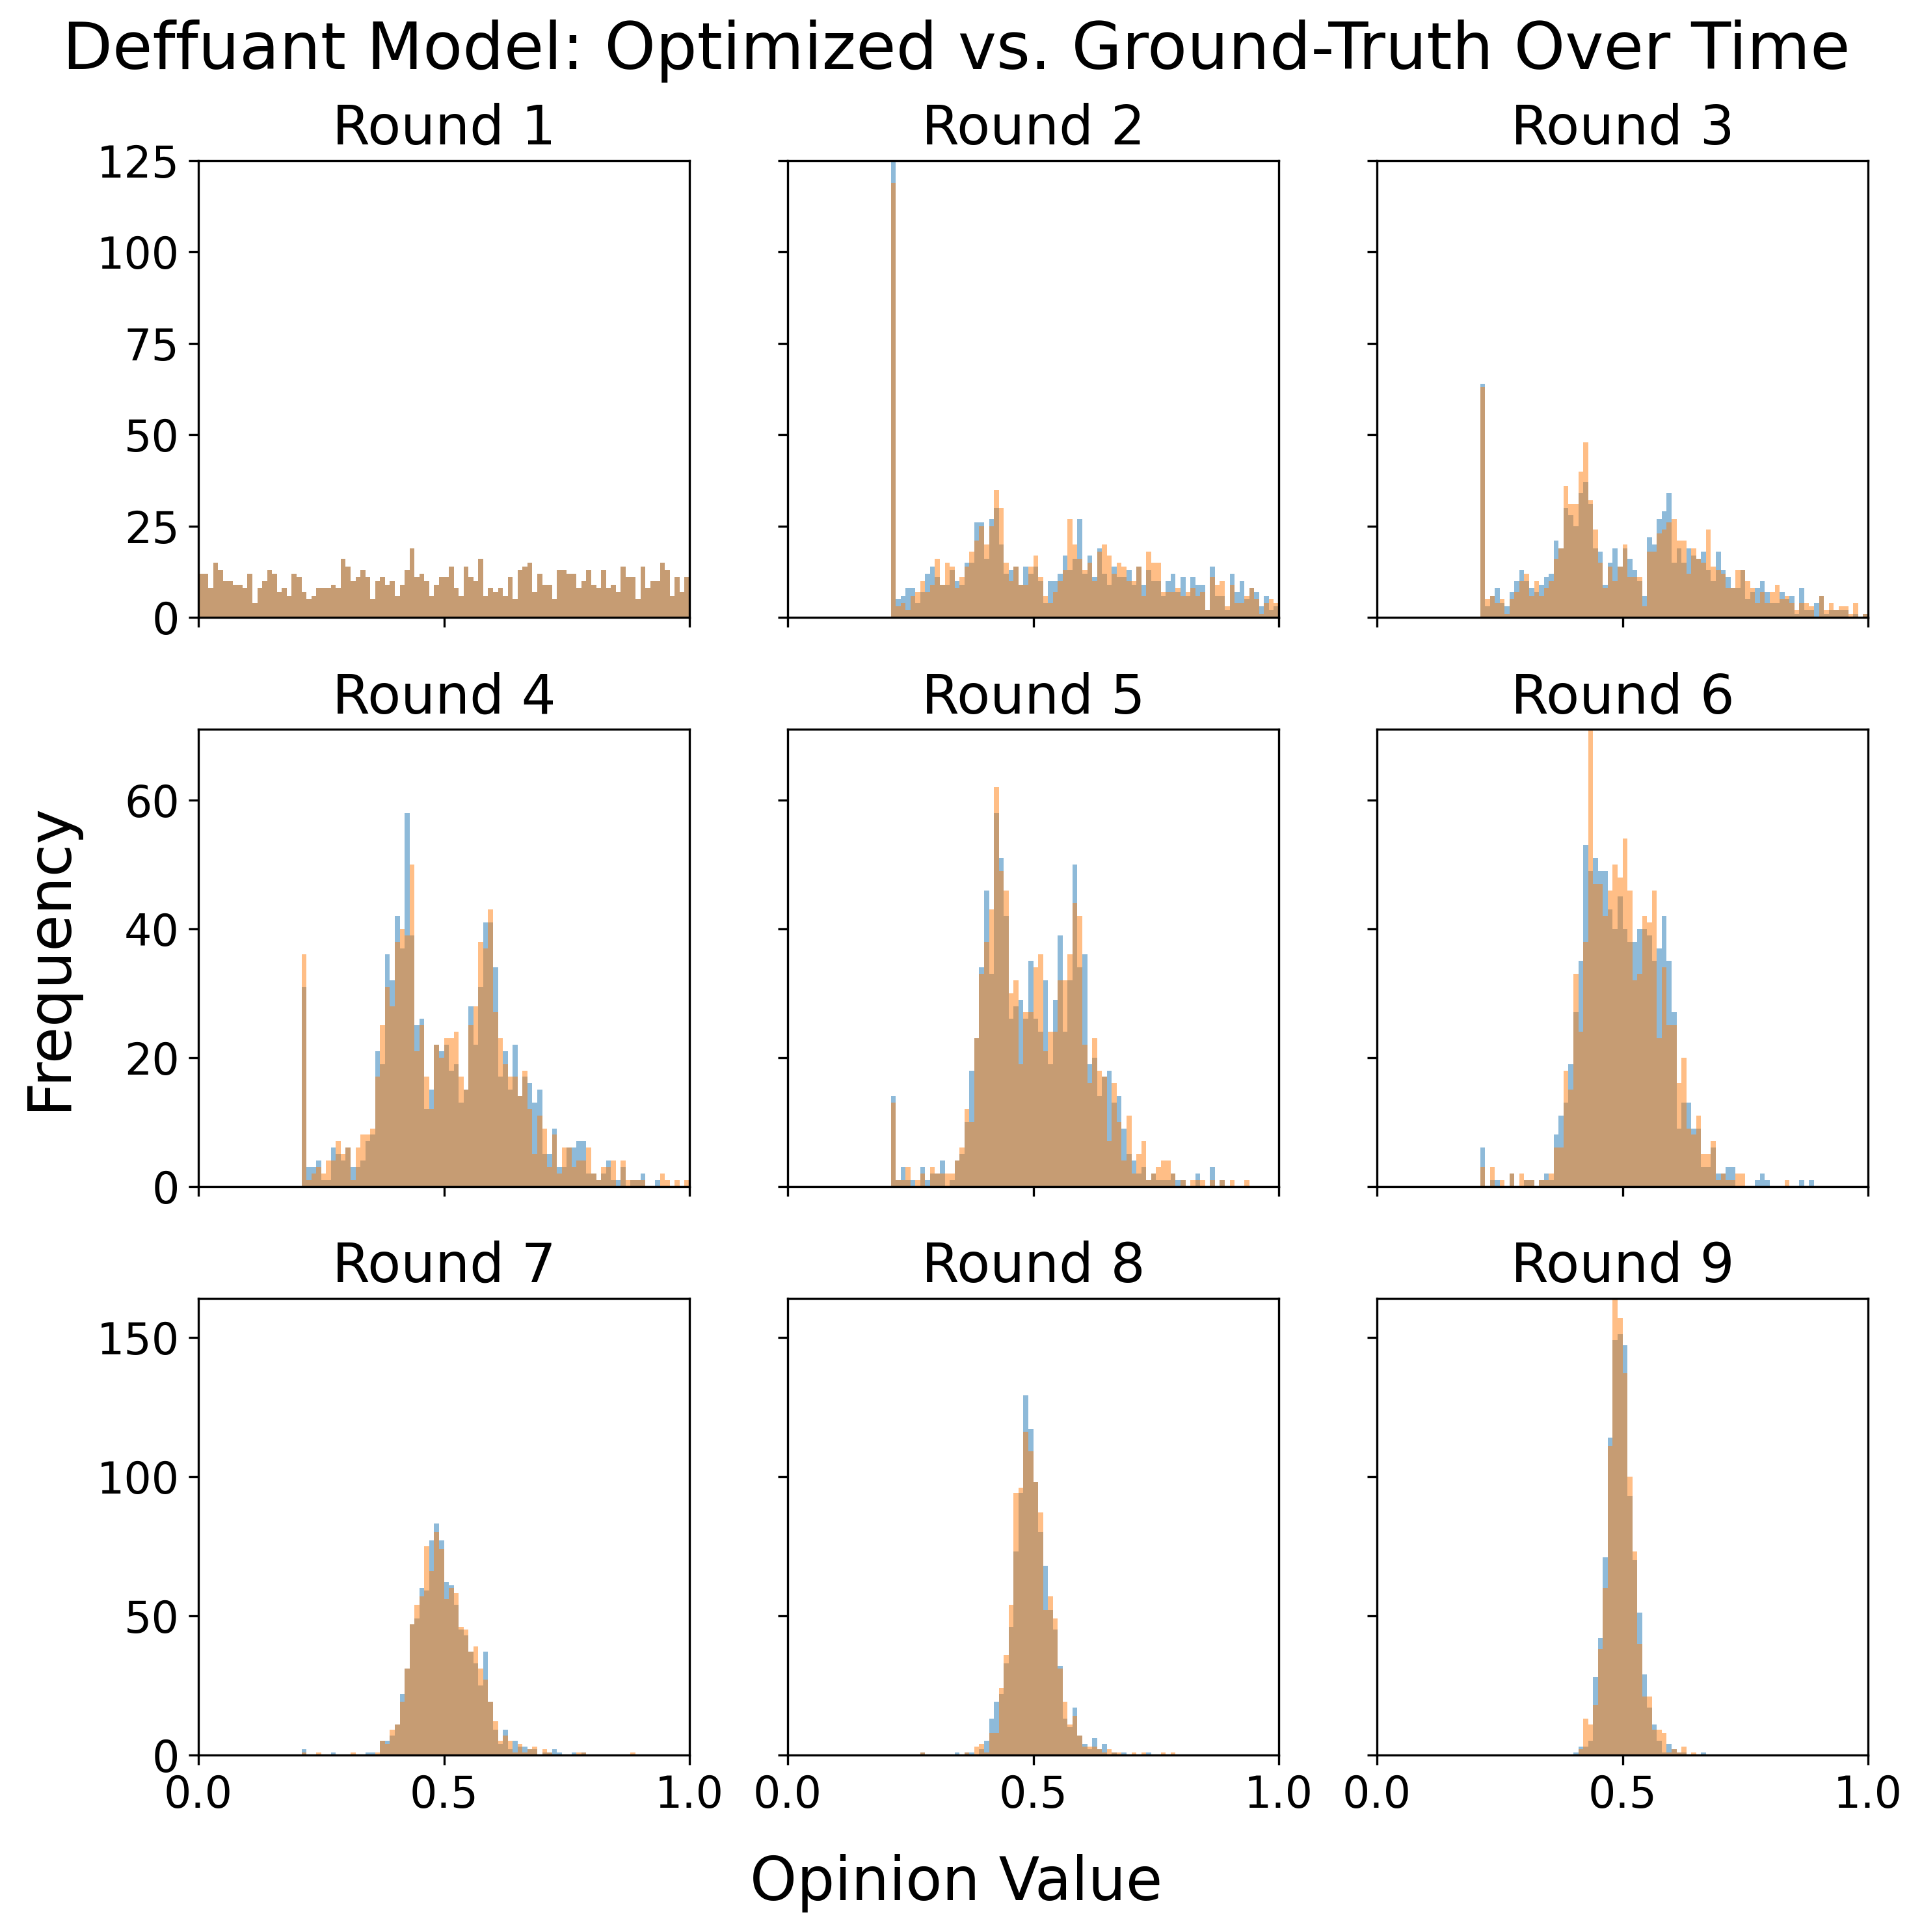 Deffuant Model: Optimized vs. Ground-Truth Over Time
Round 1
Round 2
Round 3
125
100
75
50
25
0
Round 4
Round 5
Round 6
60
40
20
0
Frequency
Round 7
Round 8
Round 9
150
100
50
0
0.0 0.5 1.0
0.0 0.5 1.0
0.0 0.5 1.0
Opinion Value